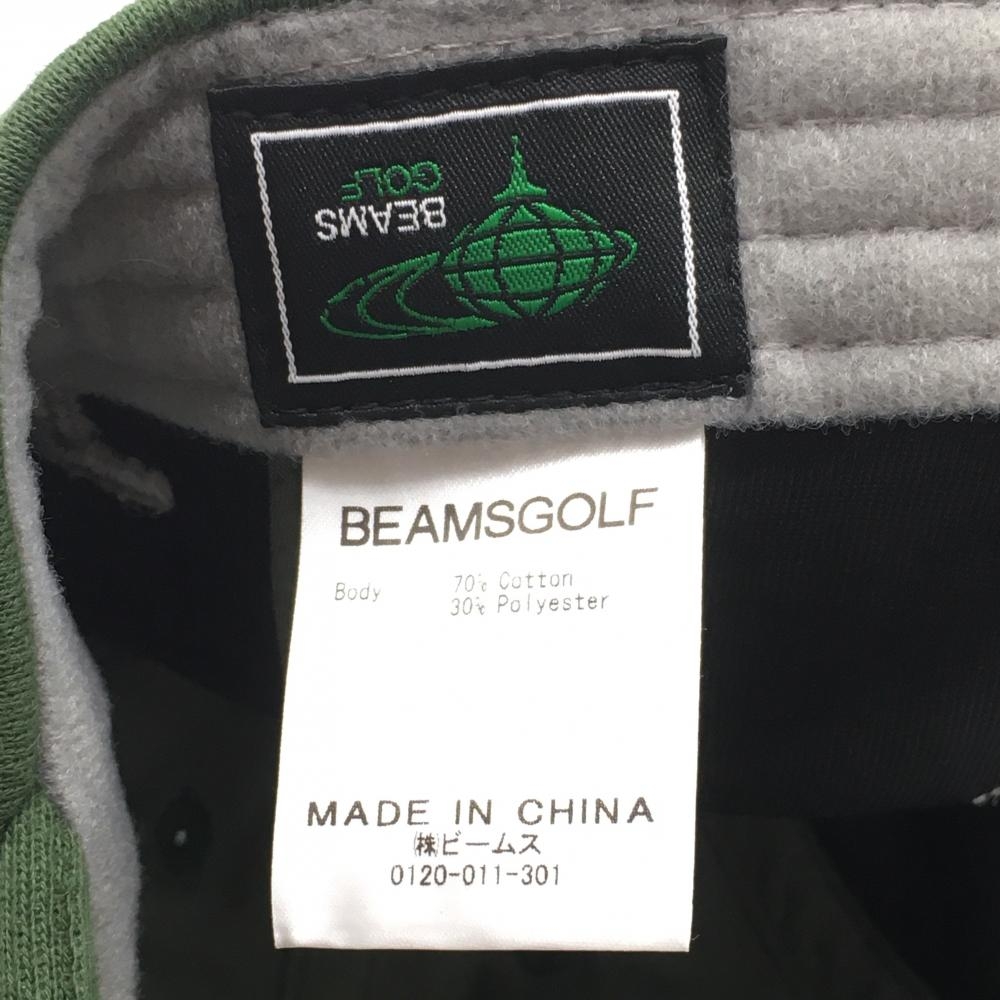 BEAMS
GOLF
BEAMSGOLF
Body 70% Cotton
30% Polyester
MADE IN CHINA
㈱ビームス
0120-011-301